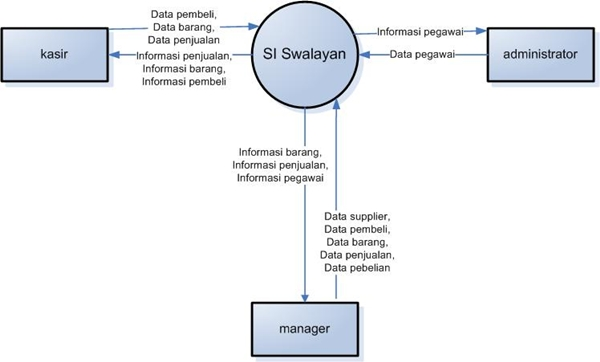 Data pembeli,
Data barang,
Data penjualan
kasir
Informasi penjualan,
Informasi barang,
Informasi pembeli
SI Swalayan
Informasi pegawai
Data pegawai
administrator
Informasi barang,
Informasi penjualan,
Informasi pegawai
Data supplier,
Data pembeli,
Data barang,
Data penjualan,
Data pebelian
manager